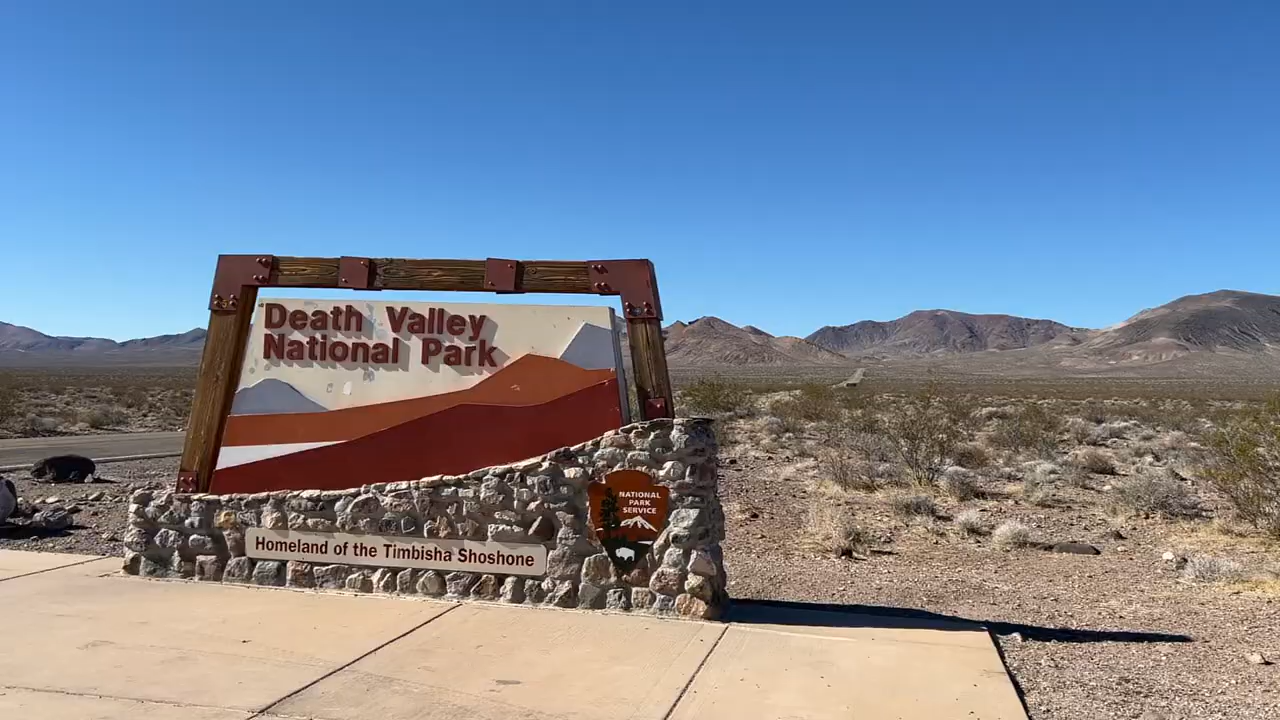 Death Valley
National Park
NATIONAL
PARK
SERVICE
Homeland of the Timbisha Shoshone